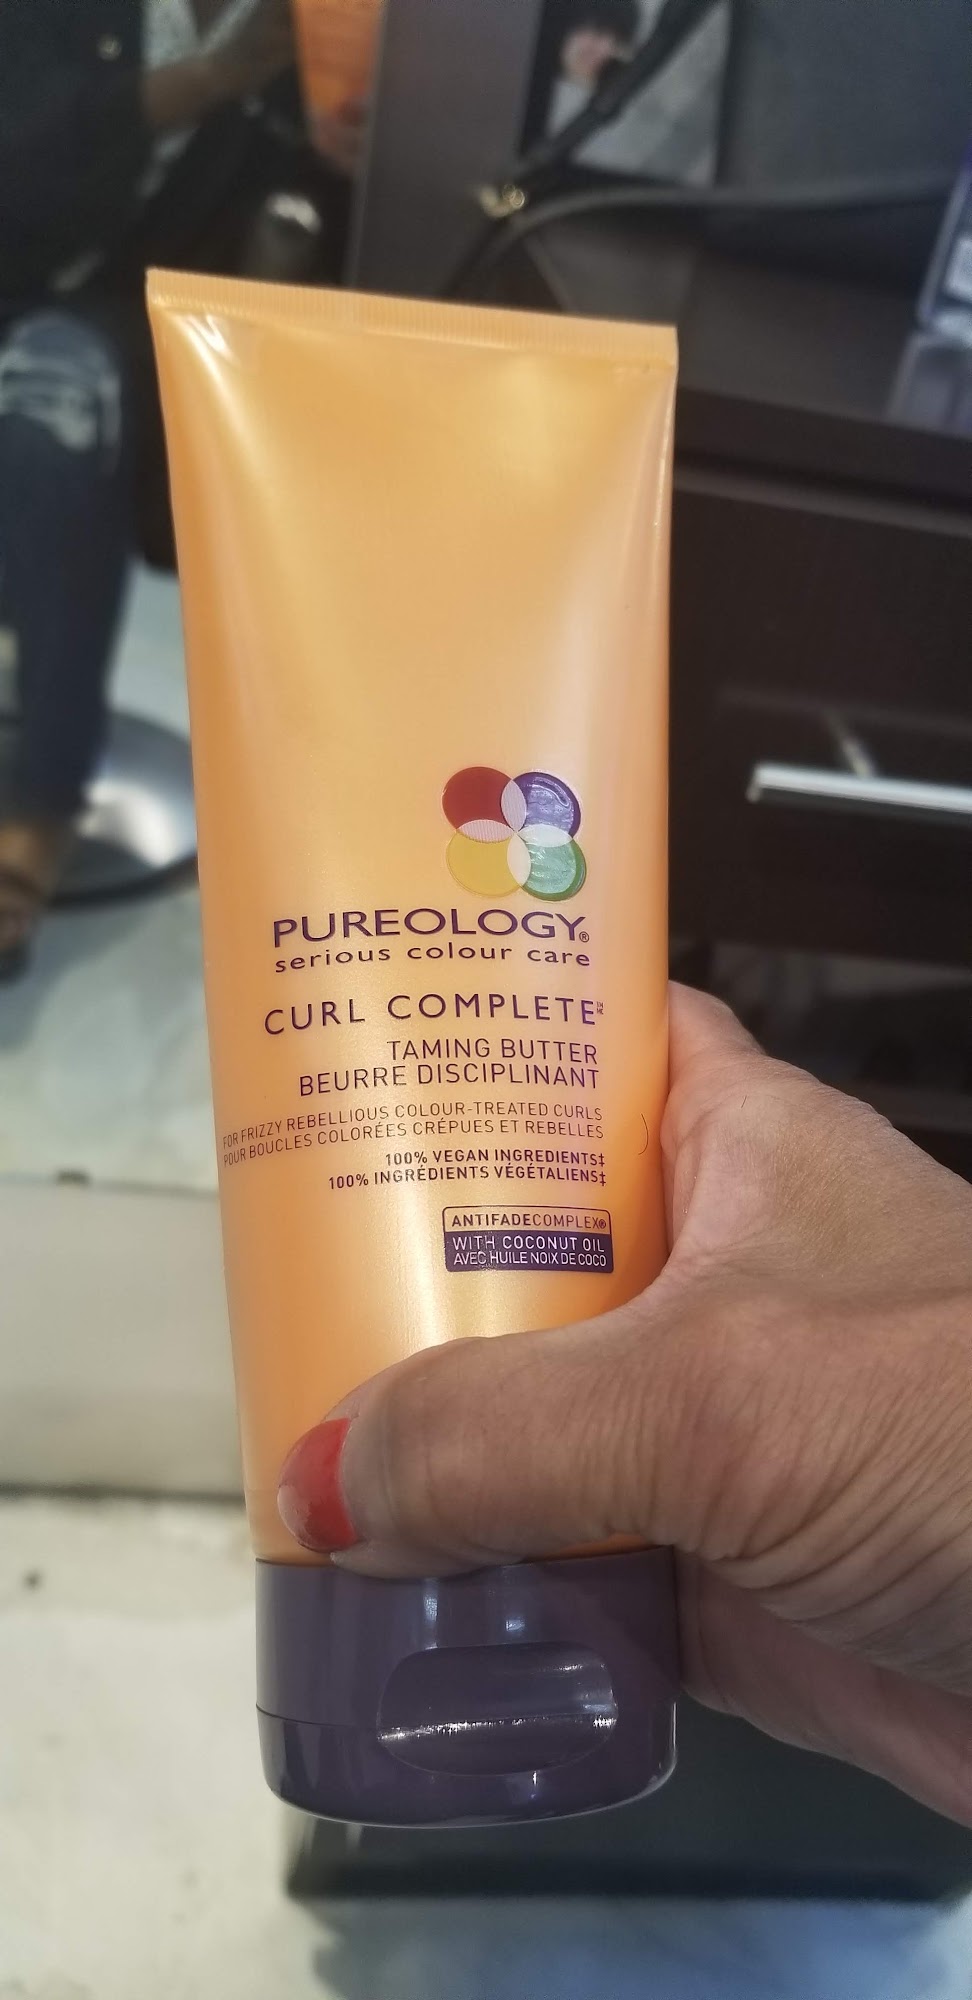 PUREOLOGY®
serious colour care
CURL COMPLETE™
TAMING BUTTER
BEURRE DISCIPLINANT
FOR FRIZZY REBELLIOUS COLOUR-TREATED CURLS
POUR BOUCLES COLORÉES CRÉPUES ET REBELLES
100% VEGAN INGREDIENTS‡
100% INGRÉDIENTS VÉGÉTALIENS‡
ANTIFADECOMPLEX®
WITH COCONUT OIL
AVEC HUILE NOIX DE COCO